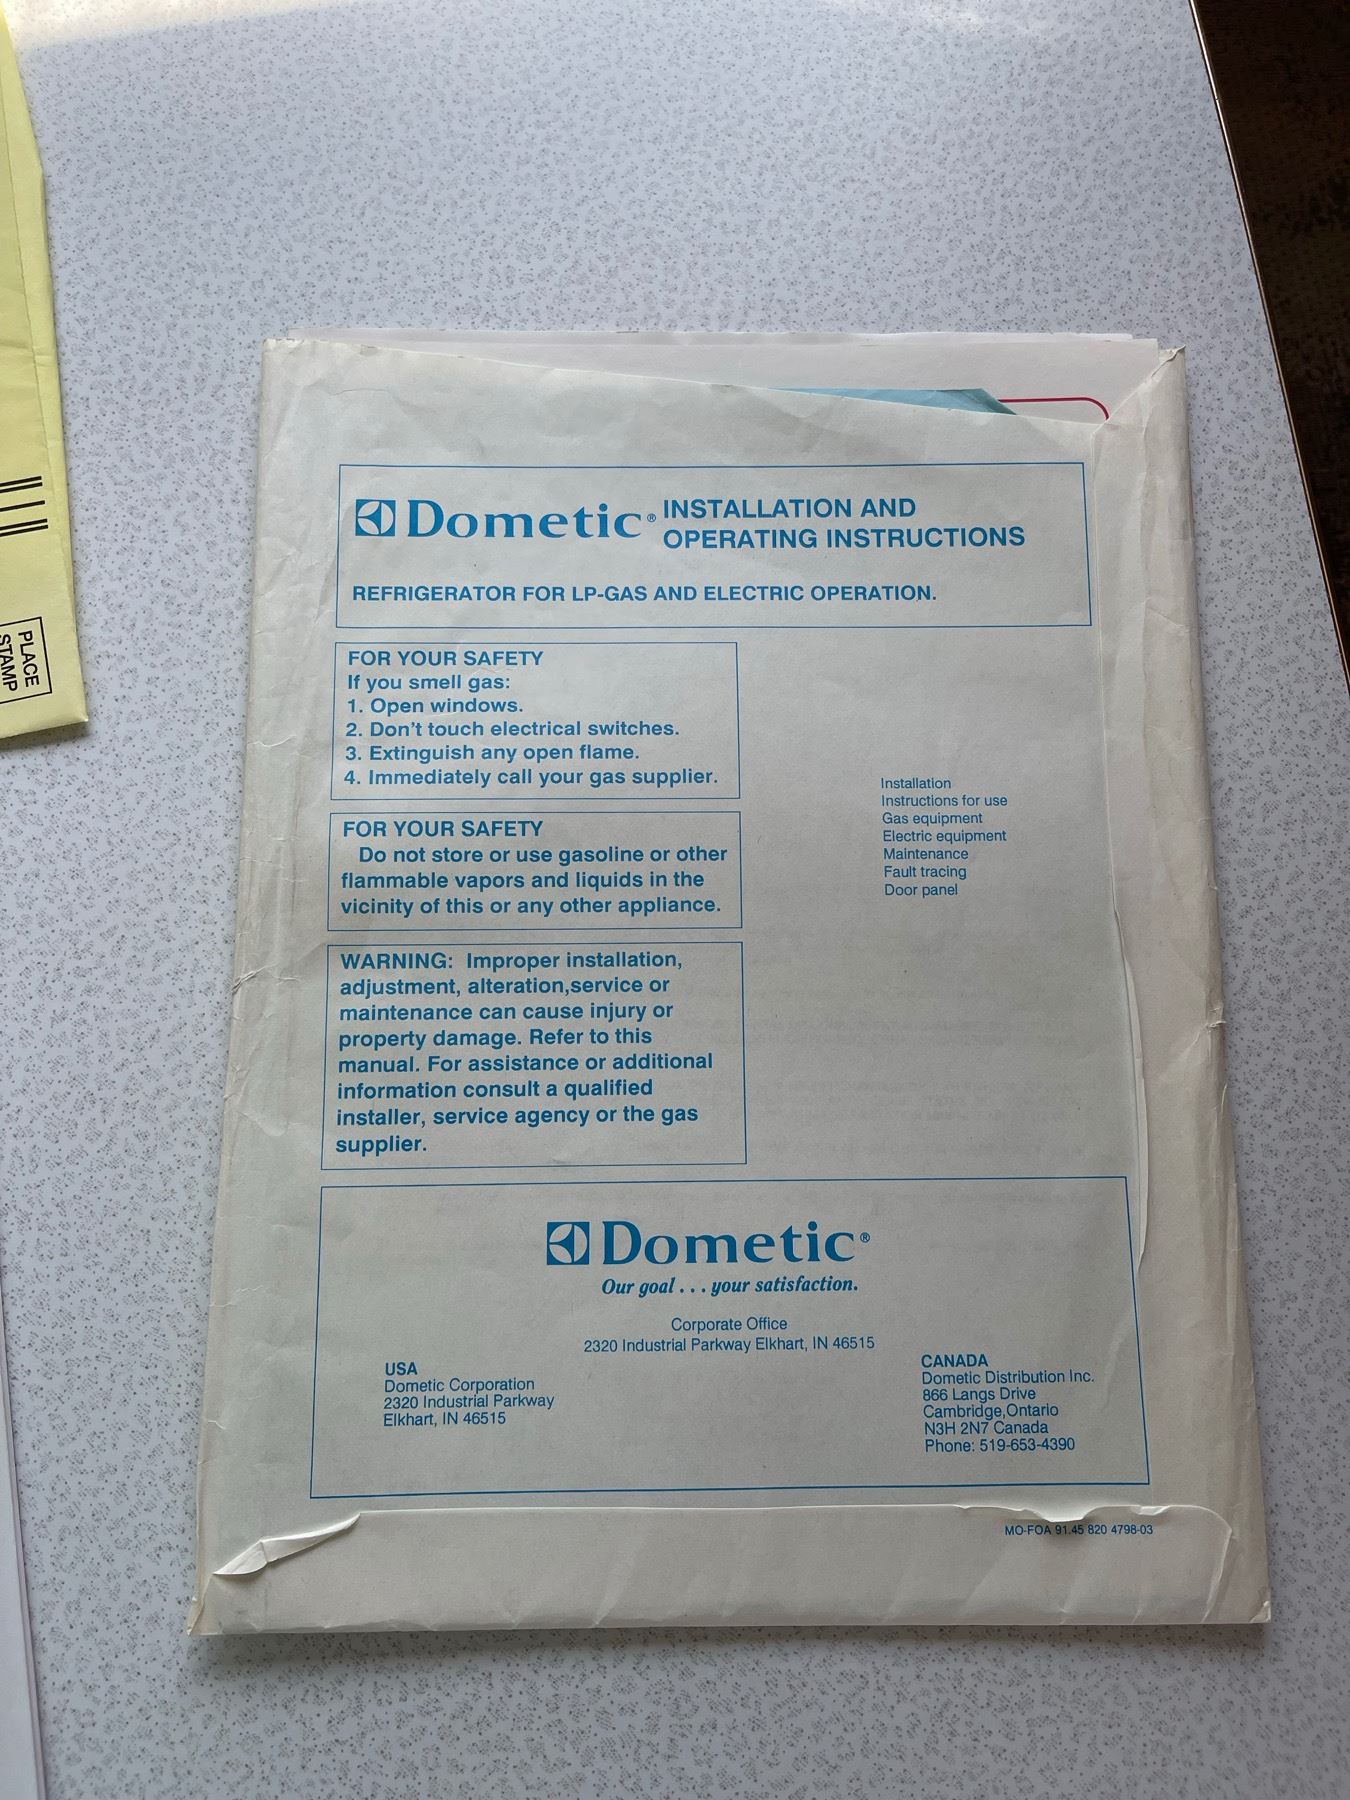 Dometic® INSTALLATION AND
OPERATING INSTRUCTIONS
REFRIGERATOR FOR LP-GAS AND ELECTRIC OPERATION.
FOR YOUR SAFETY
If you smell gas:
1. Open windows.
2. Don't touch electrical switches.
3. Extinguish any open flame.
4. Immediately call your gas supplier.
FOR YOUR SAFETY
Do not store or use gasoline or other
flammable vapors and liquids in the
vicinity of this or any other appliance.
WARNING: Improper installation,
adjustment, alteration,service or
maintenance can cause injury or
property damage. Refer to this
manual. For assistance or additional
information consult a qualified
installer, service agency or the gas
supplier.
Installation
Instructions for use
Gas equipment
Electric equipment
Maintenance
Fault tracing
Door panel
Dometic®
Our goal . . . your satisfaction.
Corporate Office
2320 Industrial Parkway Elkhart, IN 46515
USA
Dometic Corporation
2320 Industrial Parkway
Elkhart, IN 46515
CANADA
Dometic Distribution Inc.
866 Langs Drive
Cambridge,Ontario
N3H 2N7 Canada
Phone: 519-653-4390
MO-FOA 91.45 820 4798-03
PLACE
STAMP